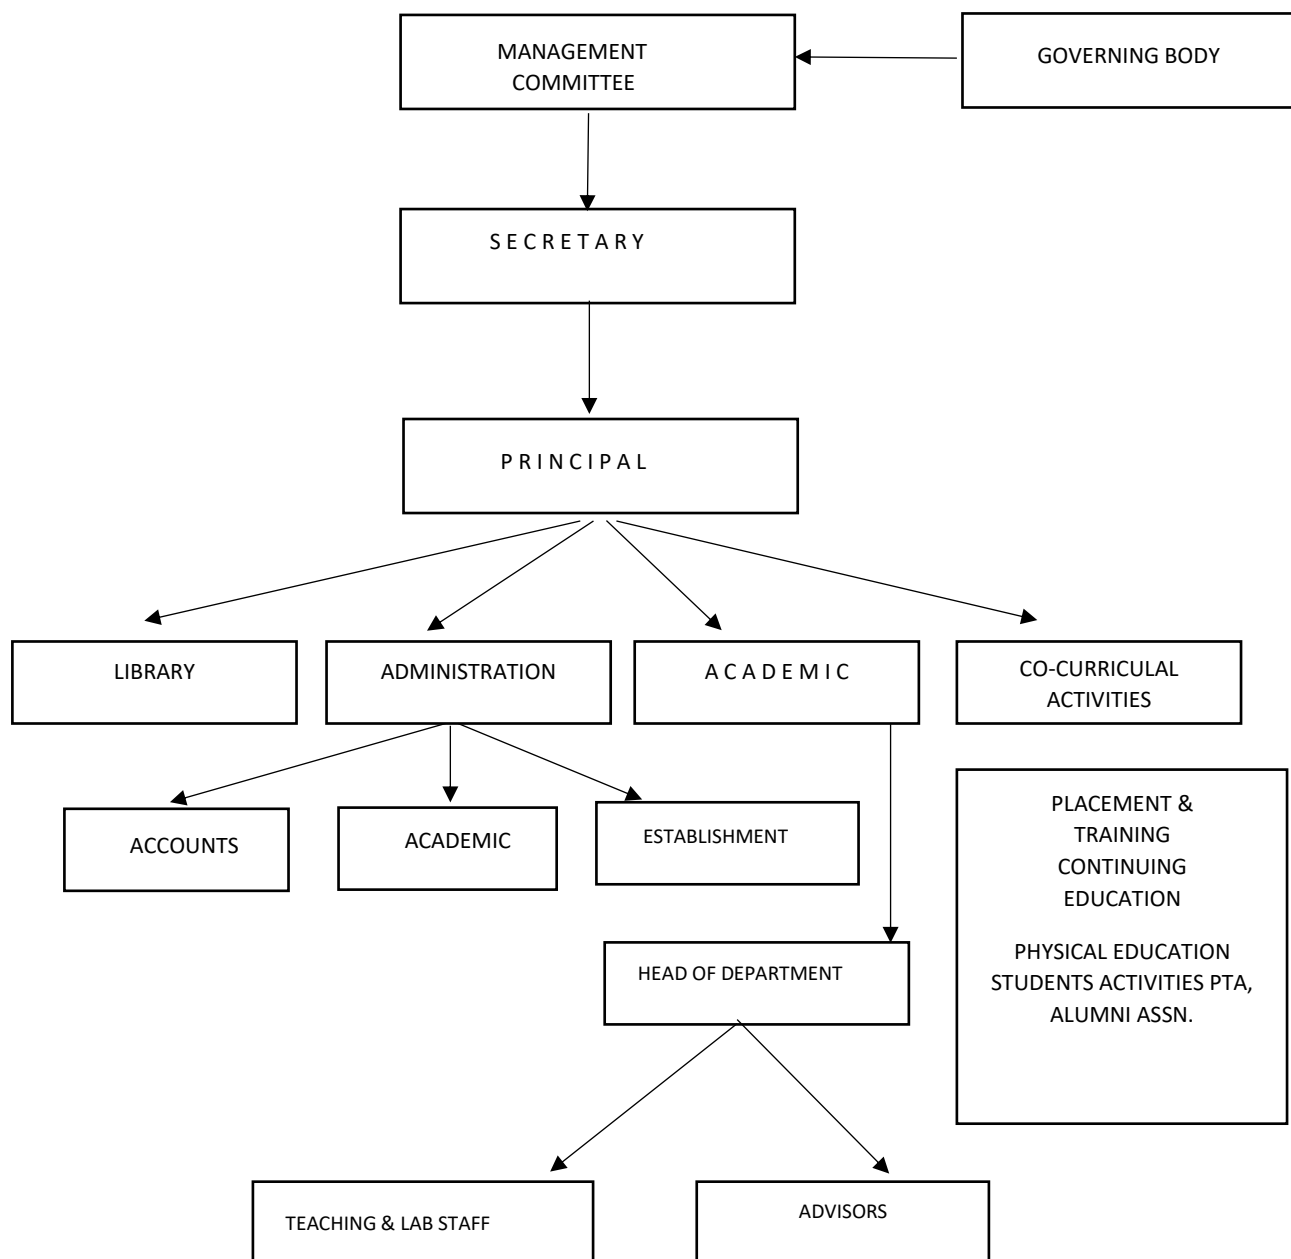 MANAGEMENT
COMMITTEE
GOVERNING BODY
S E C R E T A R Y
P R I N C I P A L
LIBRARY
ADMINISTRATION
A C A D E M I C
CO-CURRICULAL
ACTIVITIES
ACCOUNTS
ACADEMIC
ESTABLISHMENT
PLACEMENT &
TRAINING
CONTINUING
EDUCATION
PHYSICAL EDUCATION
STUDENTS ACTIVITIES PTA,
ALUMNI ASSN.
HEAD OF DEPARTMENT
TEACHING & LAB STAFF
ADVISORS